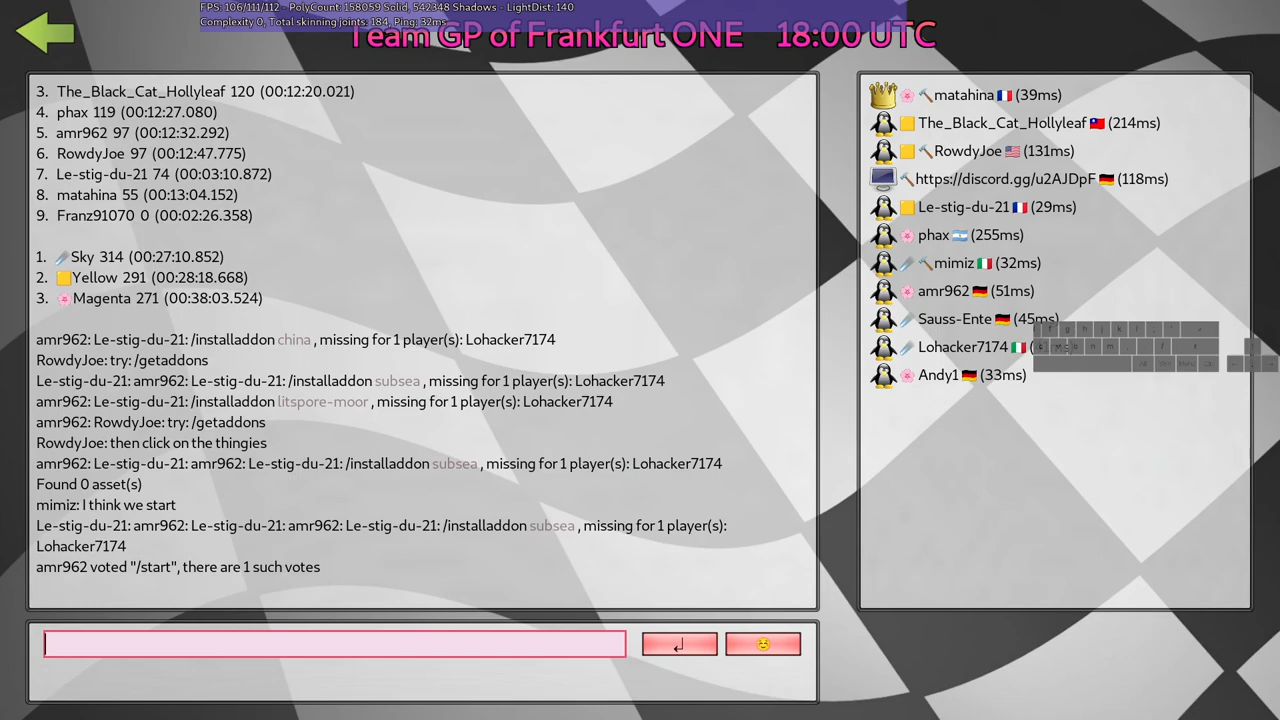 FPS: 106/111/112 - PolyCount: 158059 Solid, 542348 Shadows - LightDist: 140
Complexity 0, Total skinning joints: 184, Ping: 32ms
Team GP of Frankfurt ONE 18:00 UTC
3. The_Black_Cat_Hollyleaf 120 (00:12:20.021)
4. phax 119 (00:12:27.080)
5. amr962 97 (00:12:32.292)
6. RowdyJoe 97 (00:12:47.775)
7. Le-stig-du-21 74 (00:03:10.872)
8. matahina 55 (00:13:04.152)
9. Franz91070 0 (00:02:26.358)
1. ☄️Sky 314 (00:27:10.852)
2. 🟨Yellow 291 (00:28:18.668)
3. 🌸Magenta 271 (00:38:03.524)
amr962: Le-stig-du-21: /installaddon china , missing for 1 player(s): Lohacker7174
RowdyJoe: try: /getaddons
Le-stig-du-21: amr962: Le-stig-du-21: /installaddon subsea , missing for 1 player(s): Lohacker7174
Le-stig-du-21: amr962: Le-stig-du-21: /installaddon litspore-moor , missing for 1 player(s): Lohacker7174
amr962: RowdyJoe: try: /getaddons
RowdyJoe: then click on the thingies
amr962: Le-stig-du-21: amr962: Le-stig-du-21: /installaddon subsea , missing for 1 player(s): Lohacker7174
Found 0 asset(s)
mimiz: I think we start
Le-stig-du-21: amr962: Le-stig-du-21: amr962: Le-stig-du-21: /installaddon subsea , missing for 1 player(s):
Lohacker7174
amr962 voted "/start", there are 1 such votes
🌸 🔨matahina 🇫🇷 (39ms)
🟨 The_Black_Cat_Hollyleaf 🇹🇼 (214ms)
🟨 🔨RowdyJoe 🇺🇸 (131ms)
🔨https://discord.gg/u2AJDpF 🇩🇪 (118ms)
🟨 Le-stig-du-21 🇫🇷 (29ms)
🌸 phax 🇦🇷 (255ms)
☄️ 🔨mimiz 🇮🇹 (32ms)
🌸 amr962 🇩🇪 (51ms)
☄️ Sauss-Ente 🇩🇪 (45ms)
☄️ Lohacker7174 🇮🇹
🌸 Andy1 🇩🇪 (33ms)